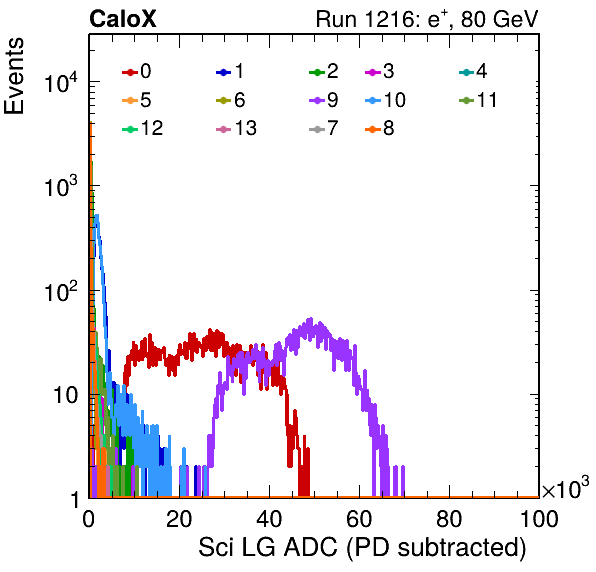 CaloX Run 1216: e⁺, 80 GeV
Events
10⁴
10³
10²
10
1
0 1 2 3 4
5 6 9 10 11
12 13 7 8
0 20 40 60 80 100
×10³
Sci LG ADC (PD subtracted)